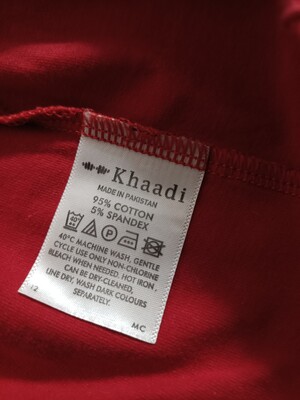 Khaadi
MADE IN PAKISTAN
95% COTTON
5% SPANDEX
40°C MACHINE WASH, GENTLE
CYCLE USE ONLY NON-CHLORINE
BLEACH WHEN NEEDED. HOT IRON,
CAN BE DRY-CLEANED,
LINE DRY, WASH DARK COLOURS
SEPARATELY.
12
MC